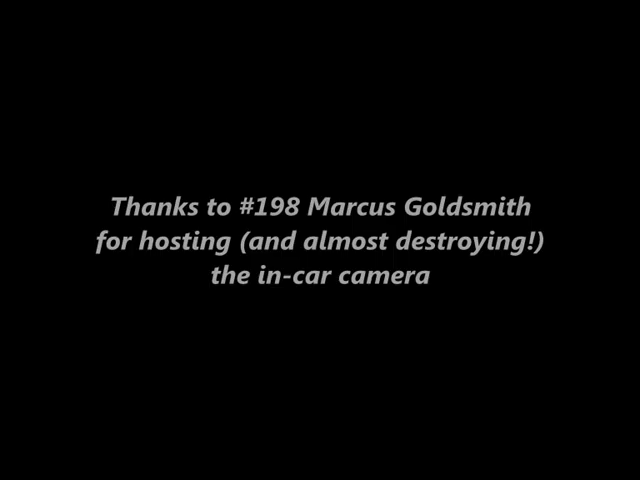 Thanks to #198 Marcus Goldsmith
for hosting (and almost destroying!)
the in-car camera